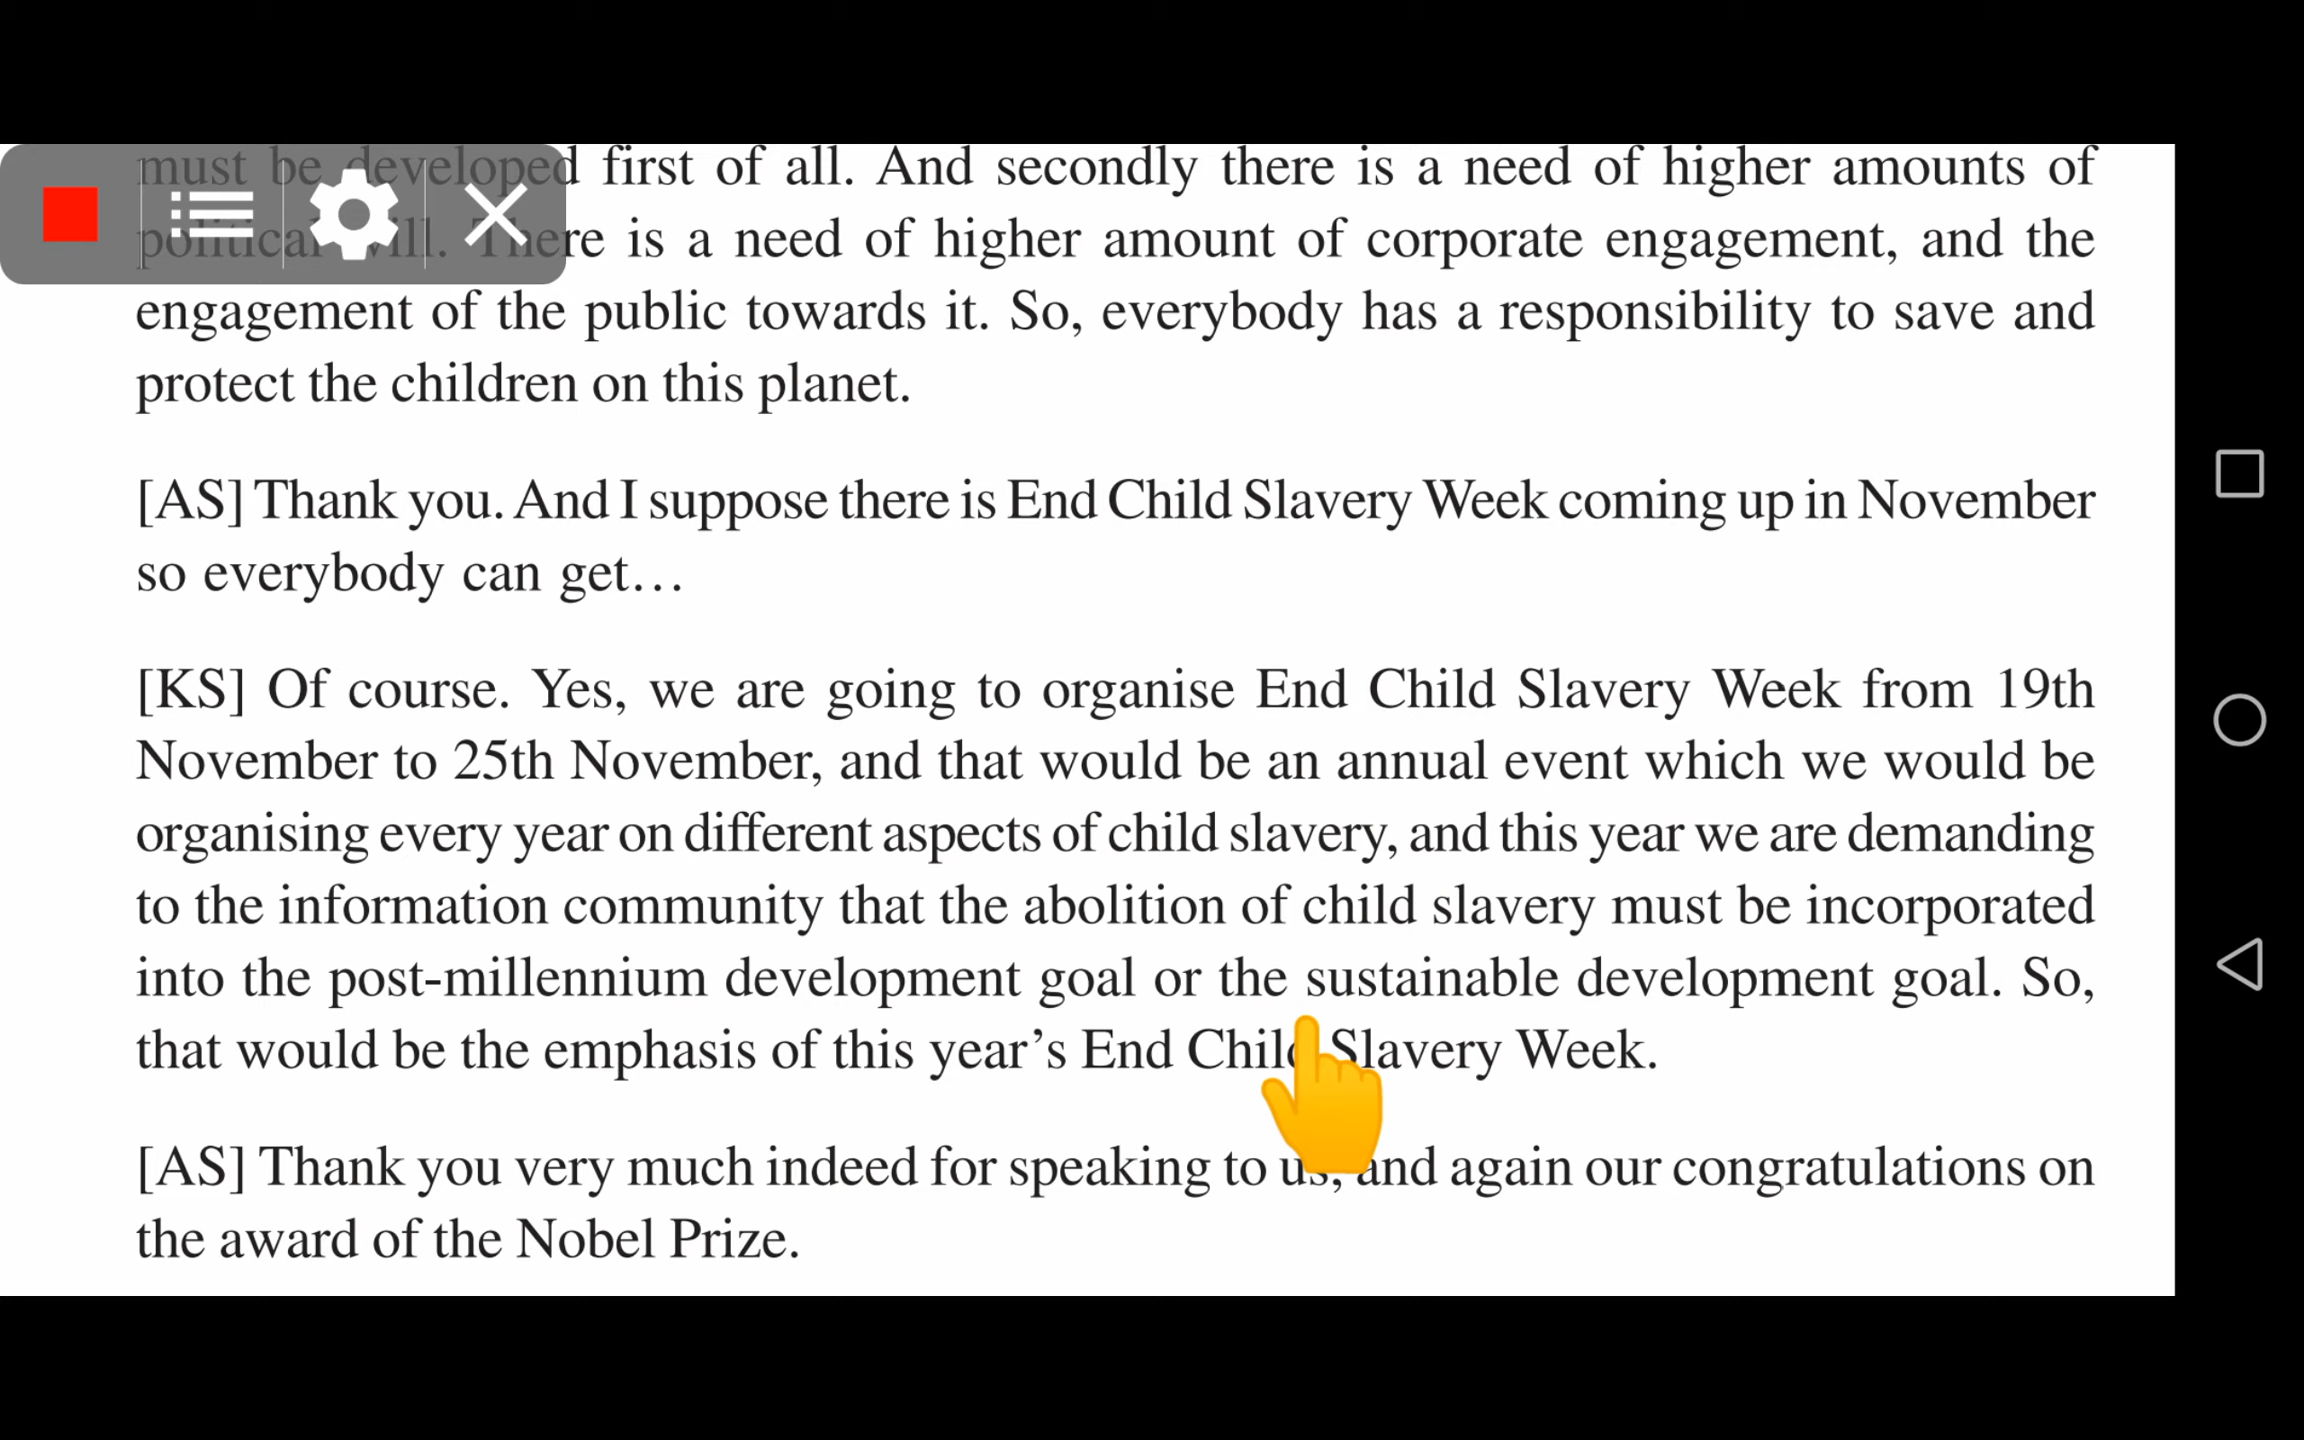 must be developed first of all. And secondly there is a need of higher amounts of
political will. There is a need of higher amount of corporate engagement, and the
engagement of the public towards it. So, everybody has a responsibility to save and
protect the children on this planet.
[AS] Thank you. And I suppose there is End Child Slavery Week coming up in November
so everybody can get…
[KS] Of course. Yes, we are going to organise End Child Slavery Week from 19th
November to 25th November, and that would be an annual event which we would be
organising every year on different aspects of child slavery, and this year we are demanding
to the information community that the abolition of child slavery must be incorporated
into the post-millennium development goal or the sustainable development goal. So,
that would be the emphasis of this year’s End Child Slavery Week.
[AS] Thank you very much indeed for speaking to us, and again our congratulations on
the award of the Nobel Prize.